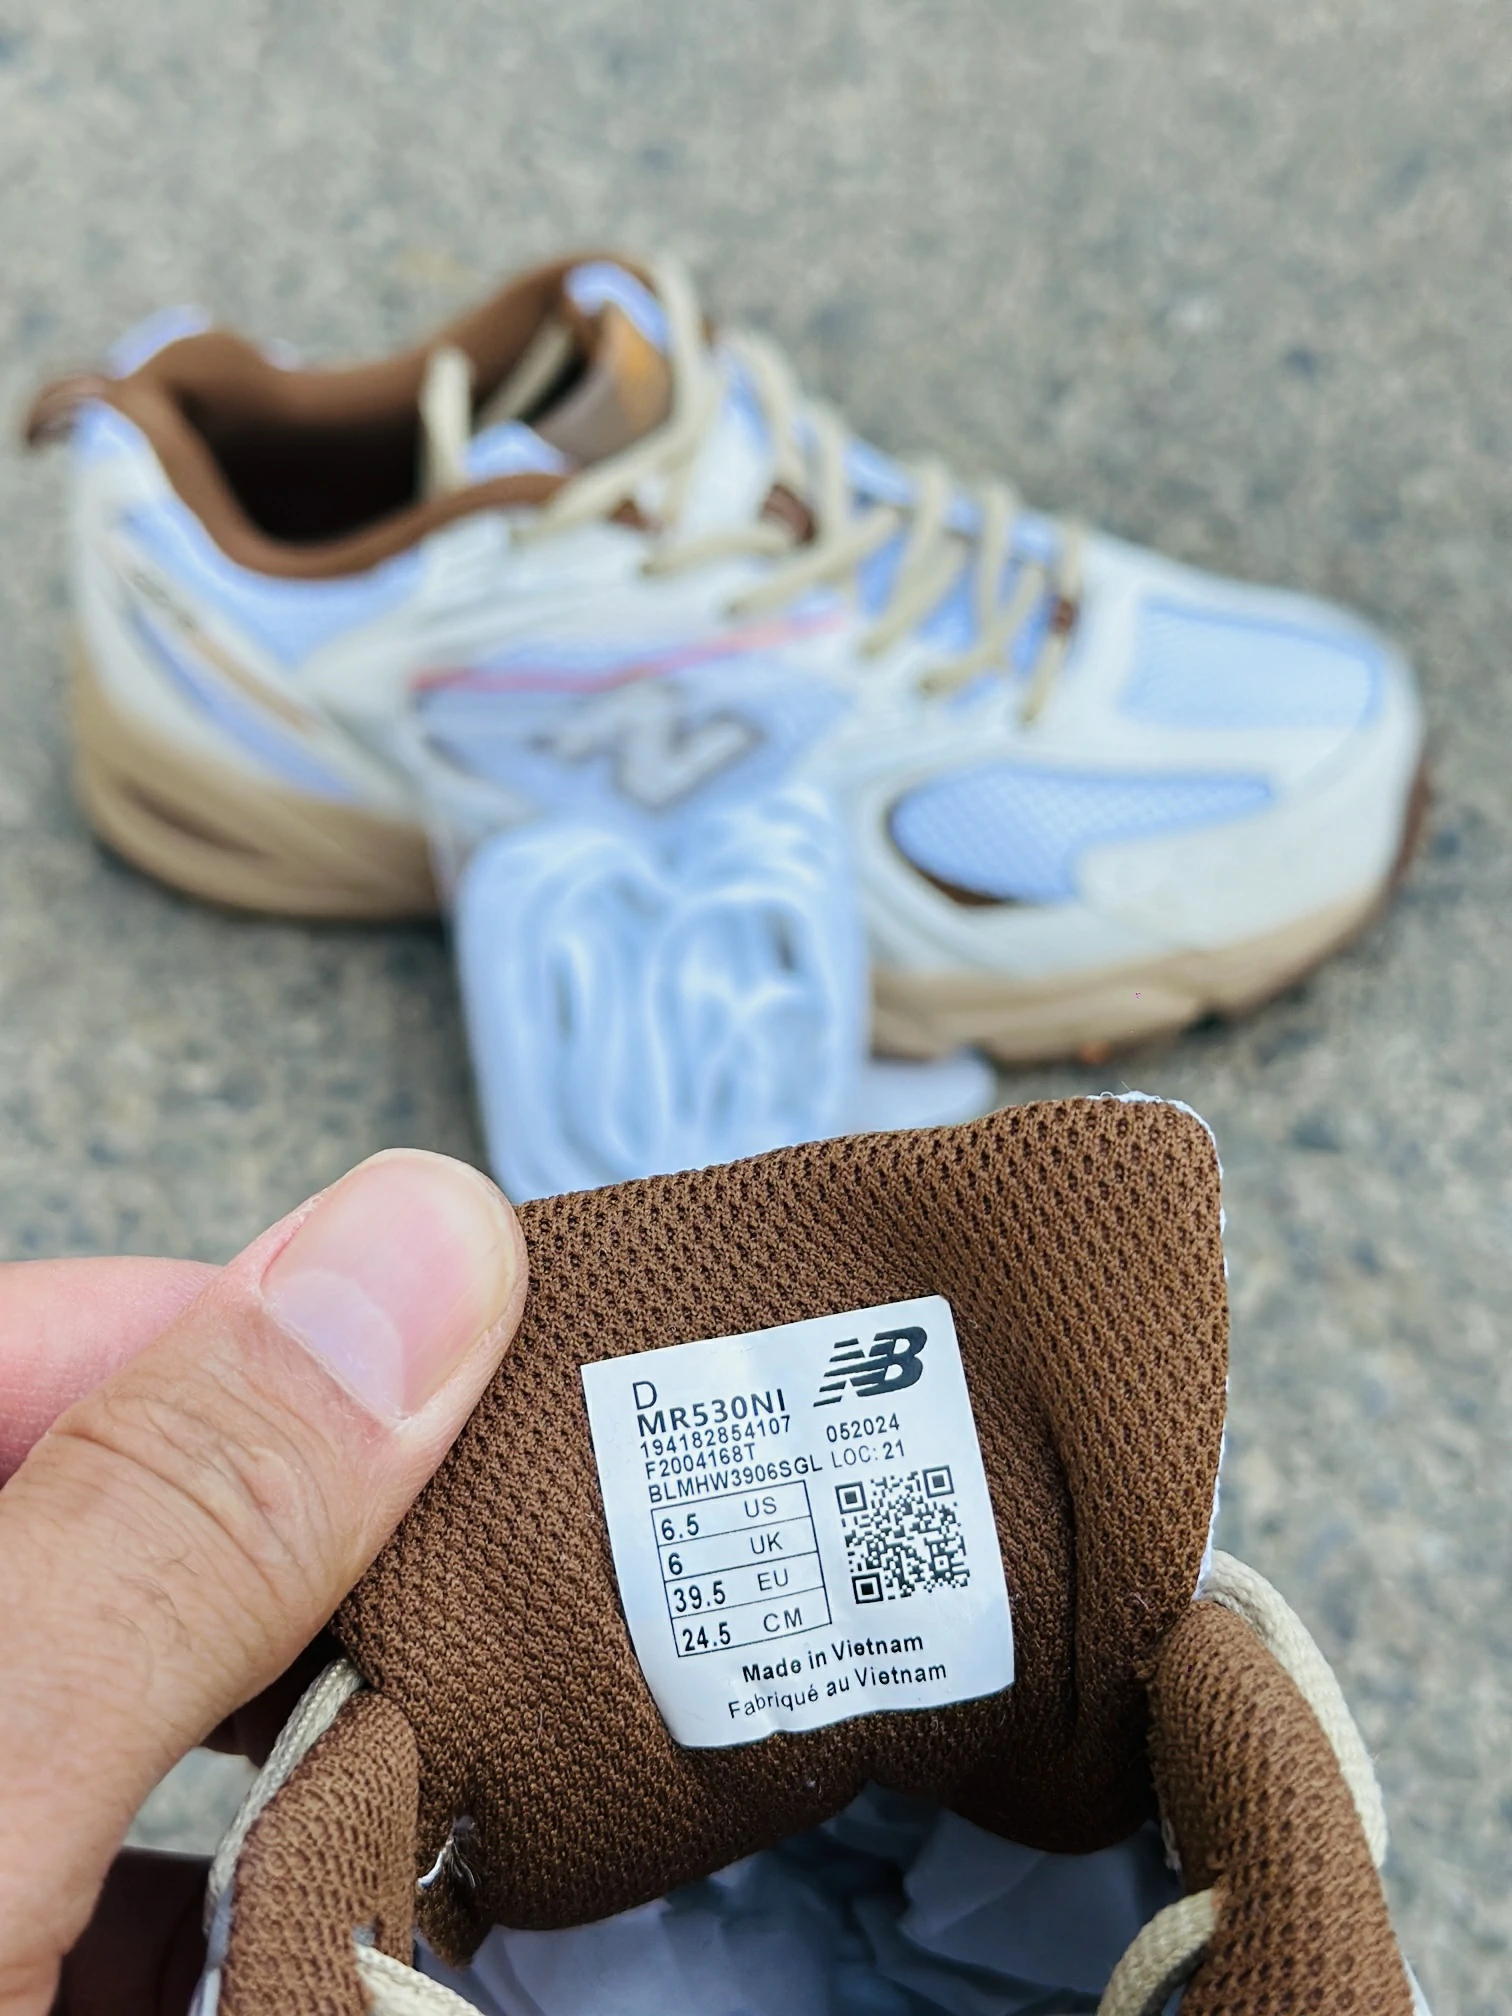 D
NB
MR530NI
194182854107 052024
F2004168T
BLMHW3906SGL LOC:21
6.5 US
6 UK
39.5 EU
24.5 CM
Made in Vietnam
Fabriqué au Vietnam
N